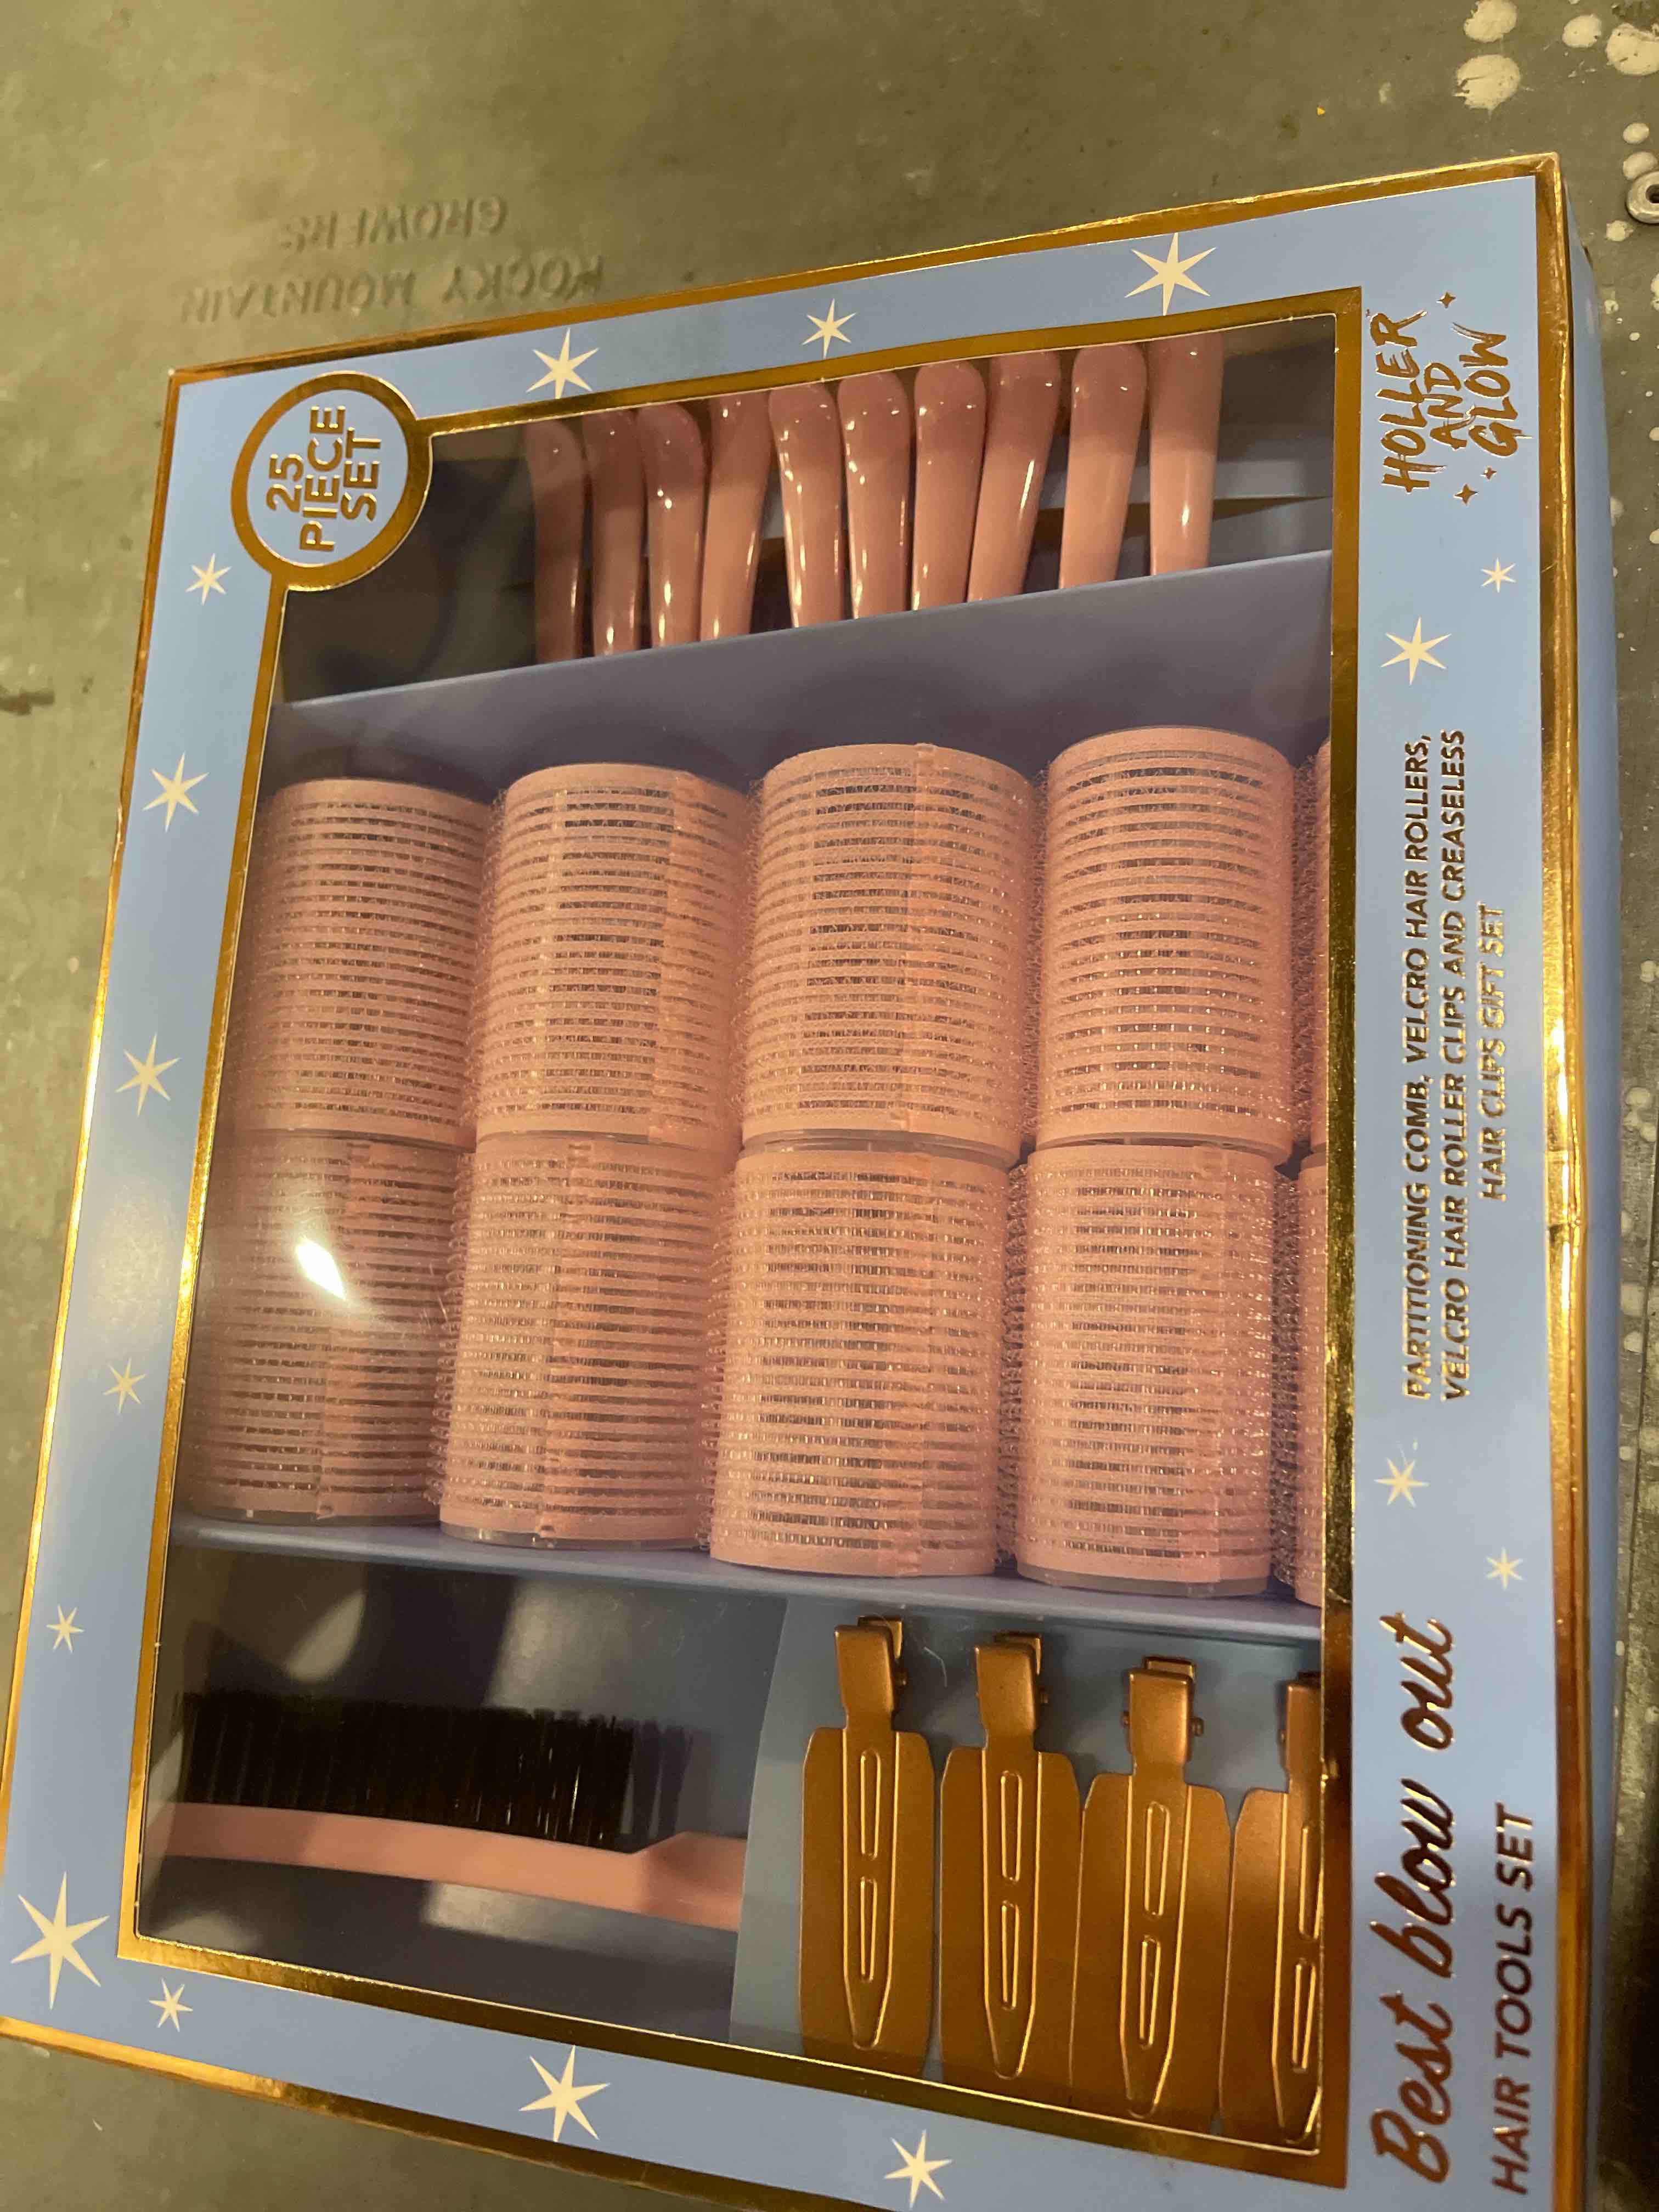 25
PIECE
SET
HOLLER
AND
GLOW
PARTITIONING COMB, VELCRO HAIR ROLLERS,
VELCRO HAIR ROLLER CLIPS AND CREASELESS
HAIR CLIPS GIFT SET
Best blow out
HAIR TOOLS SET
ROCKY MOUNTAIN
GROWERS